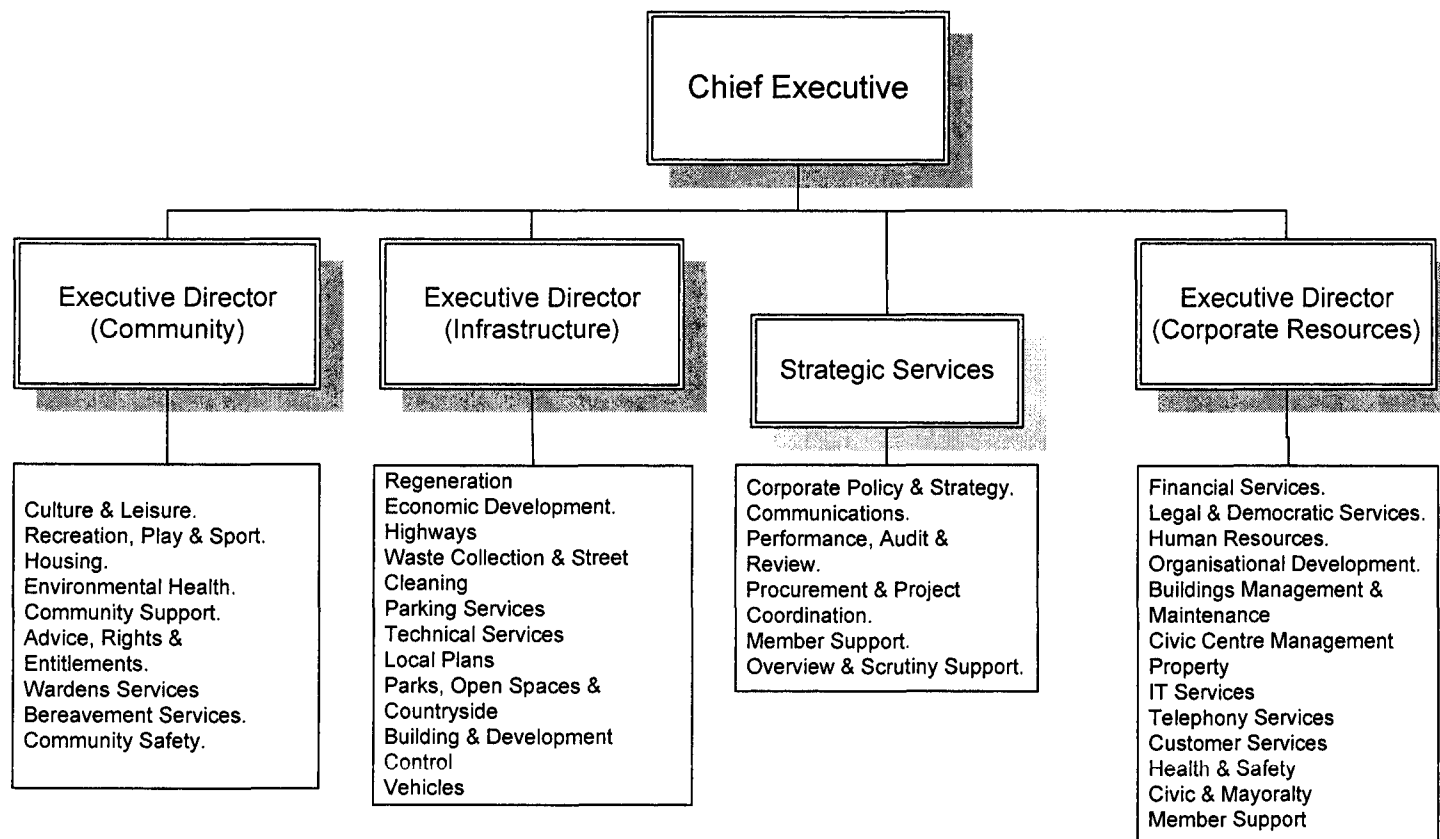 Chief Executive
Executive Director
(Community)
Executive Director
(Infrastructure)
Strategic Services
Executive Director
(Corporate Resources)
Culture & Leisure.
Recreation, Play & Sport.
Housing.
Environmental Health.
Community Support.
Advice, Rights &
Entitlements.
Wardens Services
Bereavement Services.
Community Safety.
Regeneration
Economic Development.
Highways
Waste Collection & Street
Cleaning
Parking Services
Technical Services
Local Plans
Parks, Open Spaces &
Countryside
Building & Development
Control
Vehicles
Corporate Policy & Strategy.
Communications.
Performance, Audit &
Review.
Procurement & Project
Coordination.
Member Support.
Overview & Scrutiny Support.
Financial Services.
Legal & Democratic Services.
Human Resources.
Organisational Development.
Buildings Management &
Maintenance
Civic Centre Management
Property
IT Services
Telephony Services
Customer Services
Health & Safety
Civic & Mayoralty
Member Support